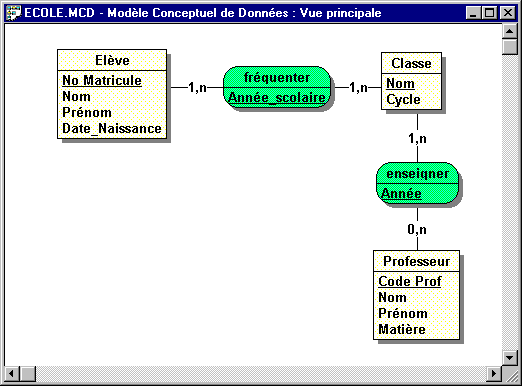 ECOLE.MCD - Modèle Conceptuel de Données : Vue principale
Elève
No Matricule
Nom
Prénom
Date_Naissance
1,n
fréquenter
Année_scolaire
1,n
Classe
Nom
Cycle
1,n
enseigner
Année
0,n
Professeur
Code Prof
Nom
Prénom
Matière